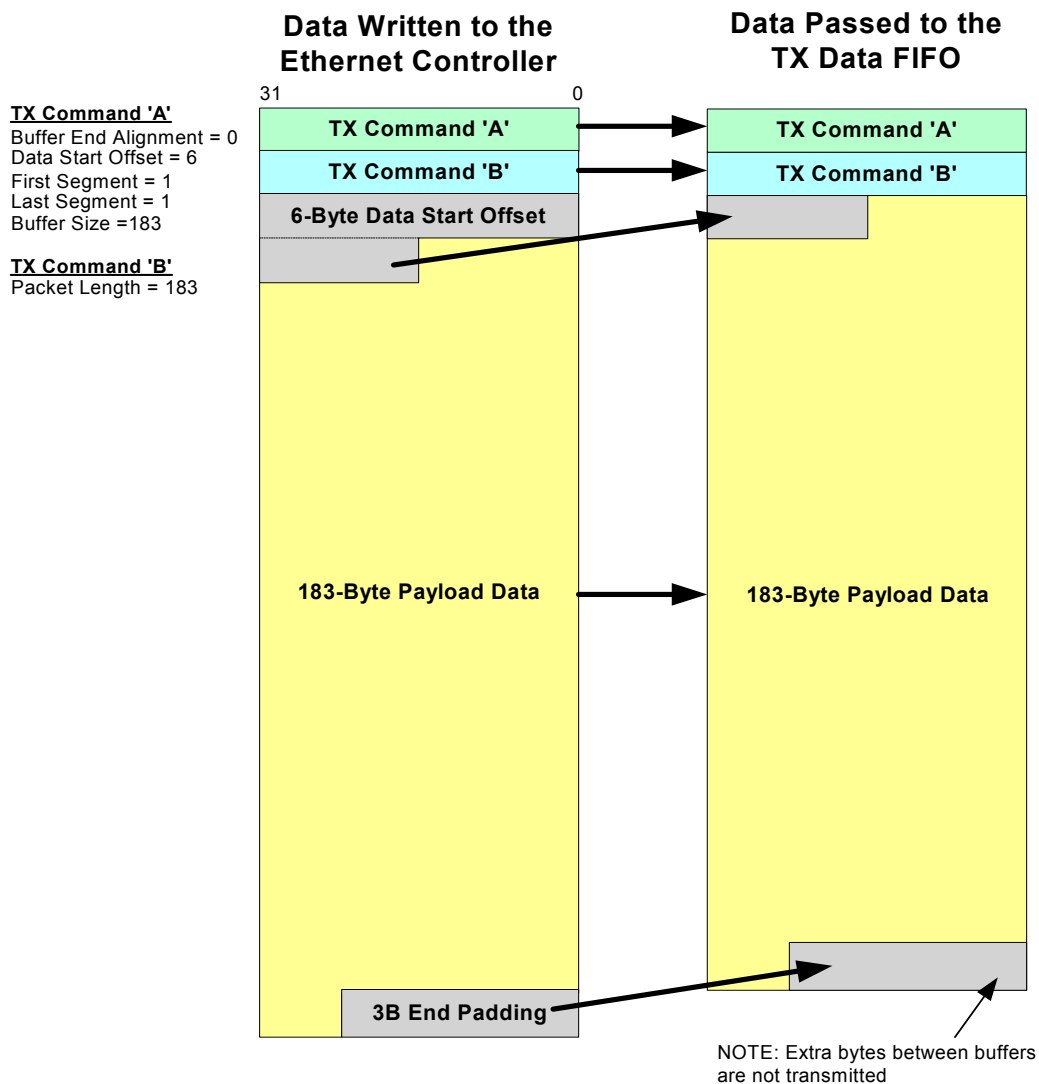 Data Written to the
Ethernet Controller
Data Passed to the
TX Data FIFO
31
0
TX Command 'A'
Buffer End Alignment = 0
Data Start Offset = 6
First Segment = 1
Last Segment = 1
Buffer Size =183
TX Command 'B'
Packet Length = 183
TX Command 'A'
TX Command 'B'
6-Byte Data Start Offset
183-Byte Payload Data
3B End Padding
TX Command 'A'
TX Command 'B'
183-Byte Payload Data
NOTE: Extra bytes between buffers
are not transmitted